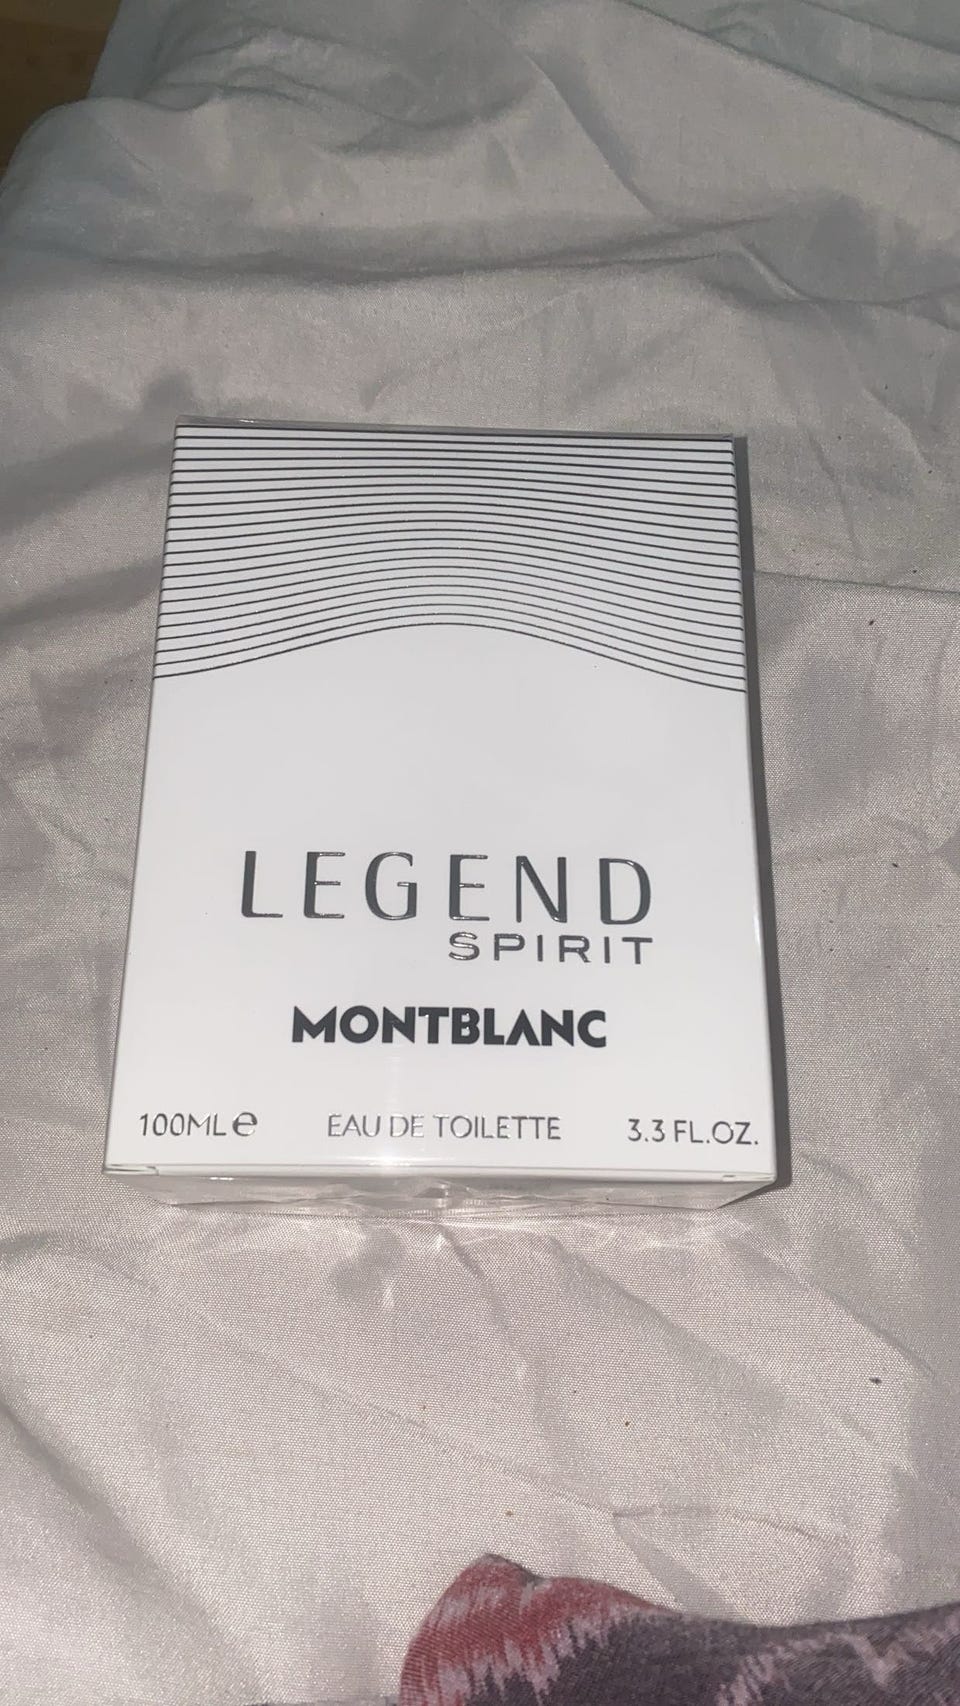 LEGEND
SPIRIT
MONTBLANC
100ML ℮ EAU DE TOILETTE 3.3 FL.OZ.